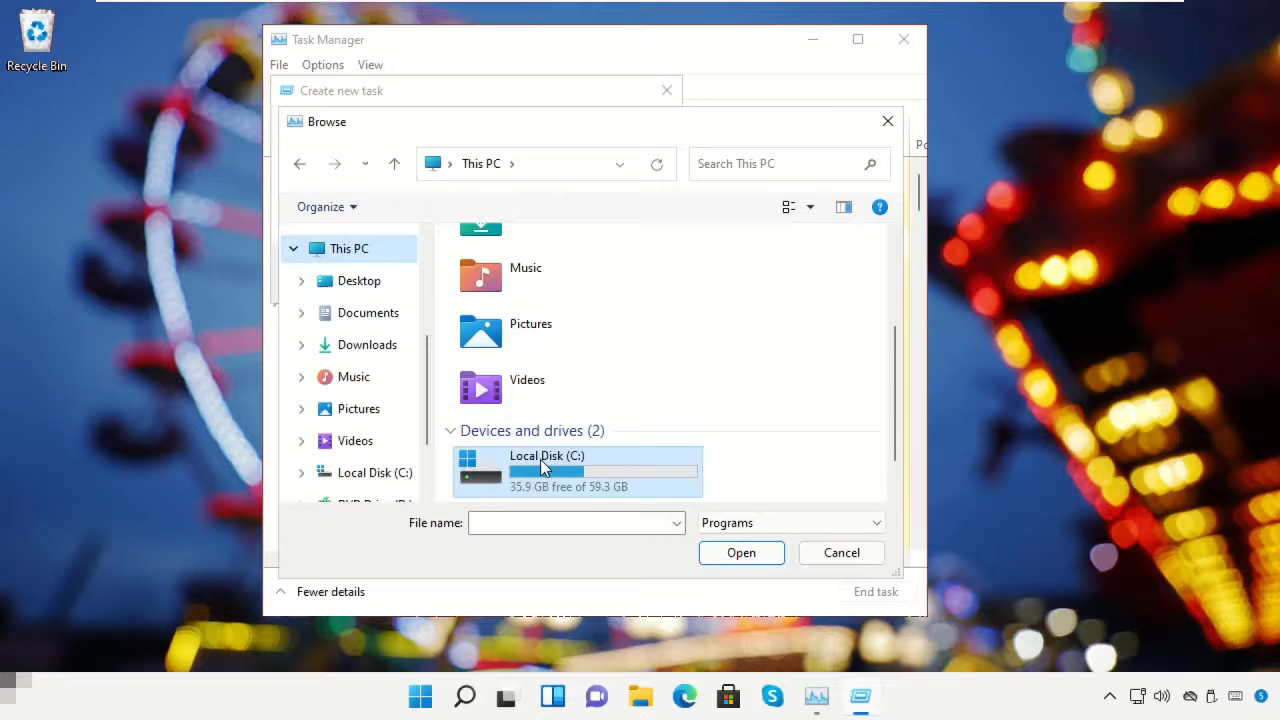 Recycle Bin
Task Manager
File Options View
Create new task
Browse
This PC
Search This PC
Organize
This PC
Desktop
Documents
Downloads
Music
Pictures
Videos
Local Disk (C:)
Music
Pictures
Videos
Devices and drives (2)
Local Disk (C:)
35.9 GB free of 59.3 GB
File name:
Programs
Open
Cancel
Fewer details
End task
5